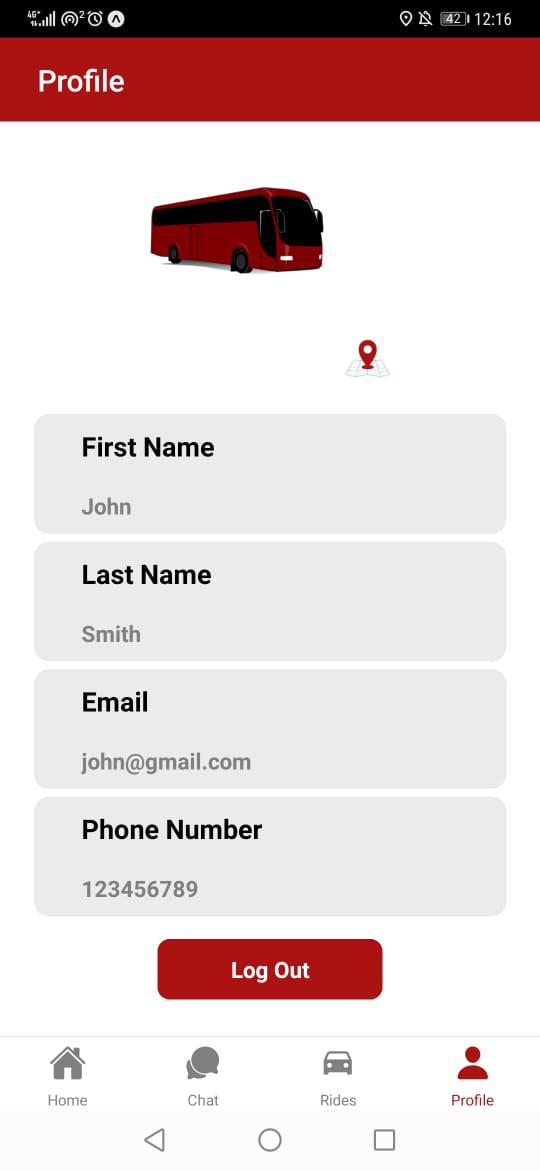 4G+ 2 42 12:16
Profile
First Name
John
Last Name
Smith
Email
john@gmail.com
Phone Number
123456789
Log Out
Home Chat Rides Profile